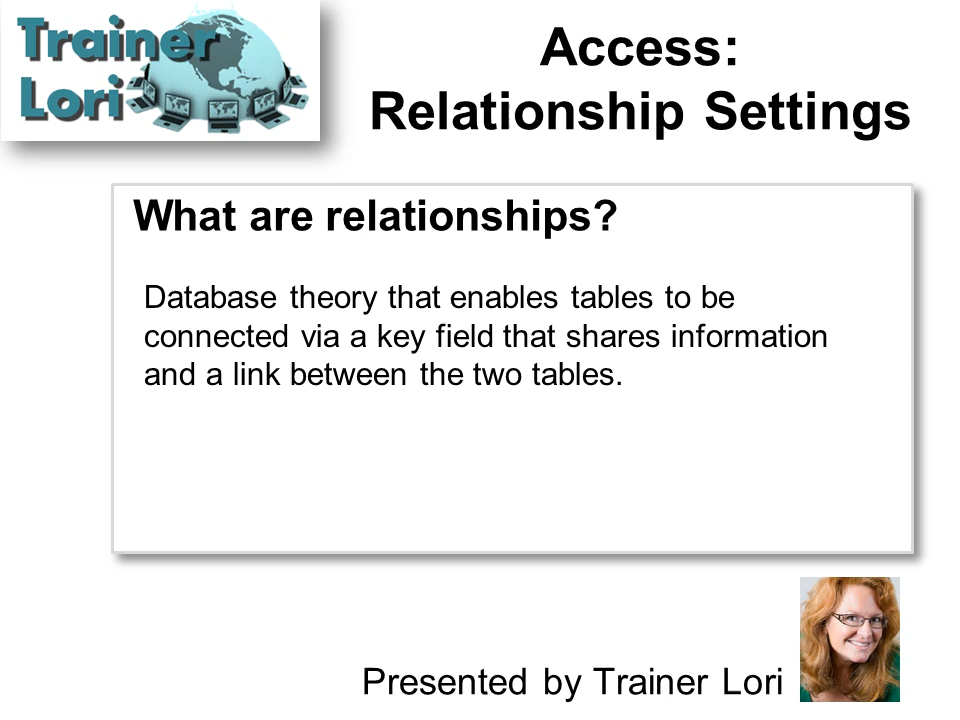 Trainer
Lori
Access:
Relationship Settings
What are relationships?
Database theory that enables tables to be
connected via a key field that shares information
and a link between the two tables.
Presented by Trainer Lori